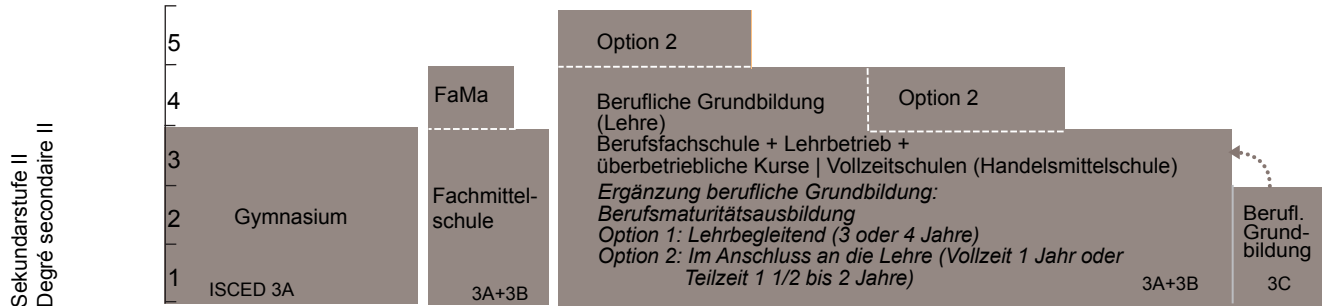 Sekundarstufe II
Degré secondaire II
5
4
3
2
1
Gymnasium
ISCED 3A
FaMa
Fachmittel-
schule
3A+3B
Option 2
Option 2
Berufliche Grundbildung
(Lehre)
Berufsfachschule + Lehrbetrieb +
überbetriebliche Kurse | Vollzeitschulen (Handelsmittelschule)
Ergänzung berufliche Grundbildung:
Berufsmaturitätsausbildung
Option 1: Lehrbegleitend (3 oder 4 Jahre)
Option 2: Im Anschluss an die Lehre (Vollzeit 1 Jahr oder
Teilzeit 1 1/2 bis 2 Jahre)
3A+3B
Berufl.
Grund-
bildung
3C